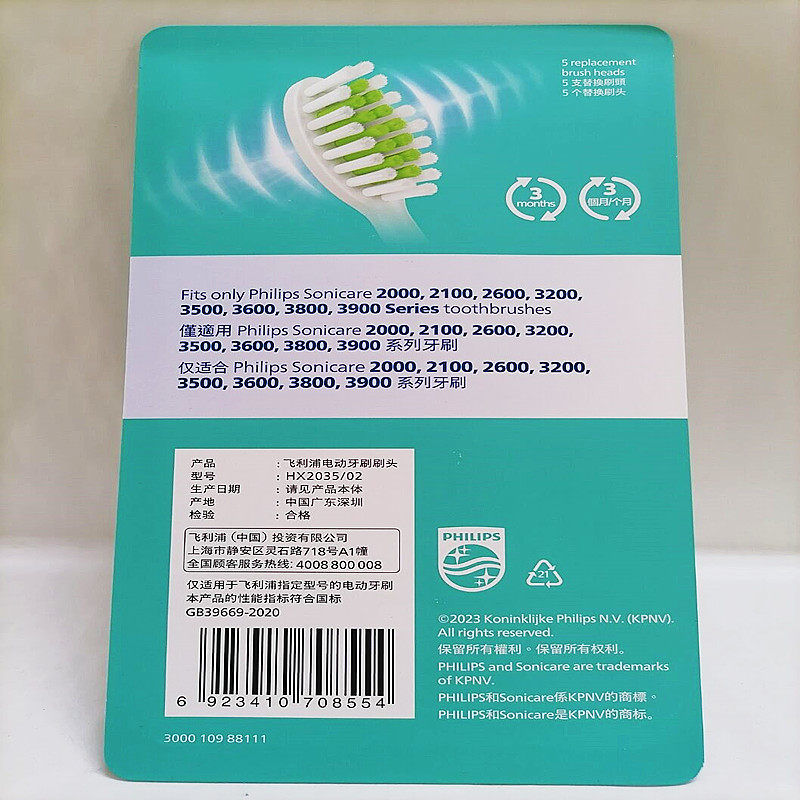 5 replacement
brush heads
5 支替換刷頭
5 个替换刷头
3
months
3
個月/个月
Fits only Philips Sonicare 2000, 2100, 2600, 3200,
3500, 3600, 3800, 3900 Series toothbrushes
僅適用 Philips Sonicare 2000, 2100, 2600, 3200,
3500, 3600, 3800, 3900 系列牙刷
仅适合 Philips Sonicare 2000, 2100, 2600, 3200,
3500, 3600, 3800, 3900 系列牙刷
产品 : 飞利浦电动牙刷刷头
型号 : HX2035/02
生产日期 : 请见产品本体
产地 : 中国广东深圳
检验 : 合格
飞利浦（中国）投资有限公司
上海市静安区灵石路718号A1幢
全国顾客服务热线: 4008 800 008
仅适用于飞利浦指定型号的电动牙刷
本产品的性能指标符合国标
GB39669-2020
6 923410 708554
3000 109 88111
PHILIPS
21
©2023 Koninklijke Philips N.V. (KPNV).
All rights reserved.
保留所有權利。保留所有权利。
PHILIPS and Sonicare are trademarks
of KPNV.
PHILIPS和Sonicare係KPNV的商標。
PHILIPS和Sonicare是KPNV的商标。